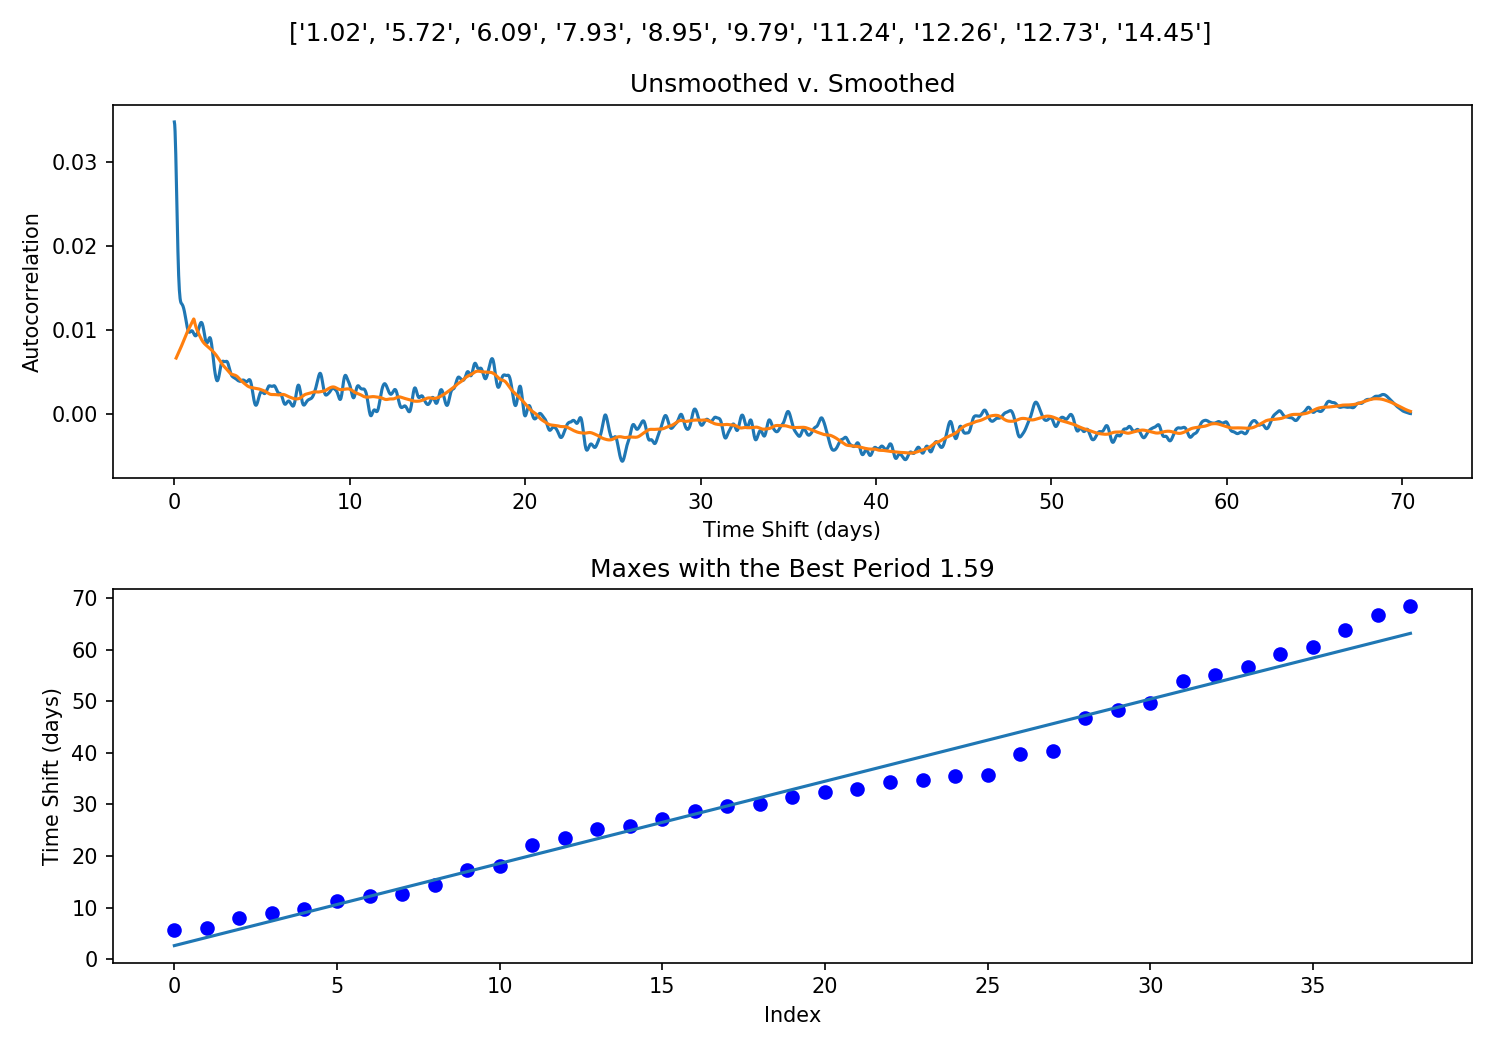 ['1.02', '5.72', '6.09', '7.93', '8.95', '9.79', '11.24', '12.26', '12.73', '14.45']
Unsmoothed v. Smoothed
Autocorrelation
0.03
0.02
0.01
0.00
0 10 20 30 40 50 60 70
Time Shift (days)
Maxes with the Best Period 1.59
Time Shift (days)
70
60
50
40
30
20
10
0
0 5 10 15 20 25 30 35
Index